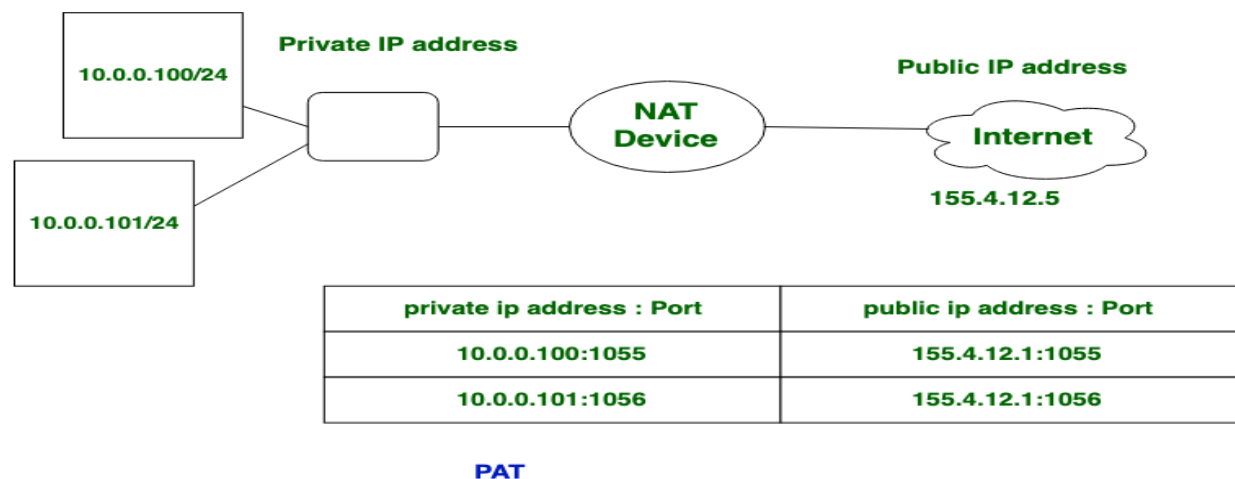 10.0.0.100/24
Private IP address
10.0.0.101/24
NAT
Device
Public IP address
Internet
155.4.12.5
private ip address : Port
public ip address : Port
10.0.0.100:1055
155.4.12.1:1055
10.0.0.101:1056
155.4.12.1:1056
PAT